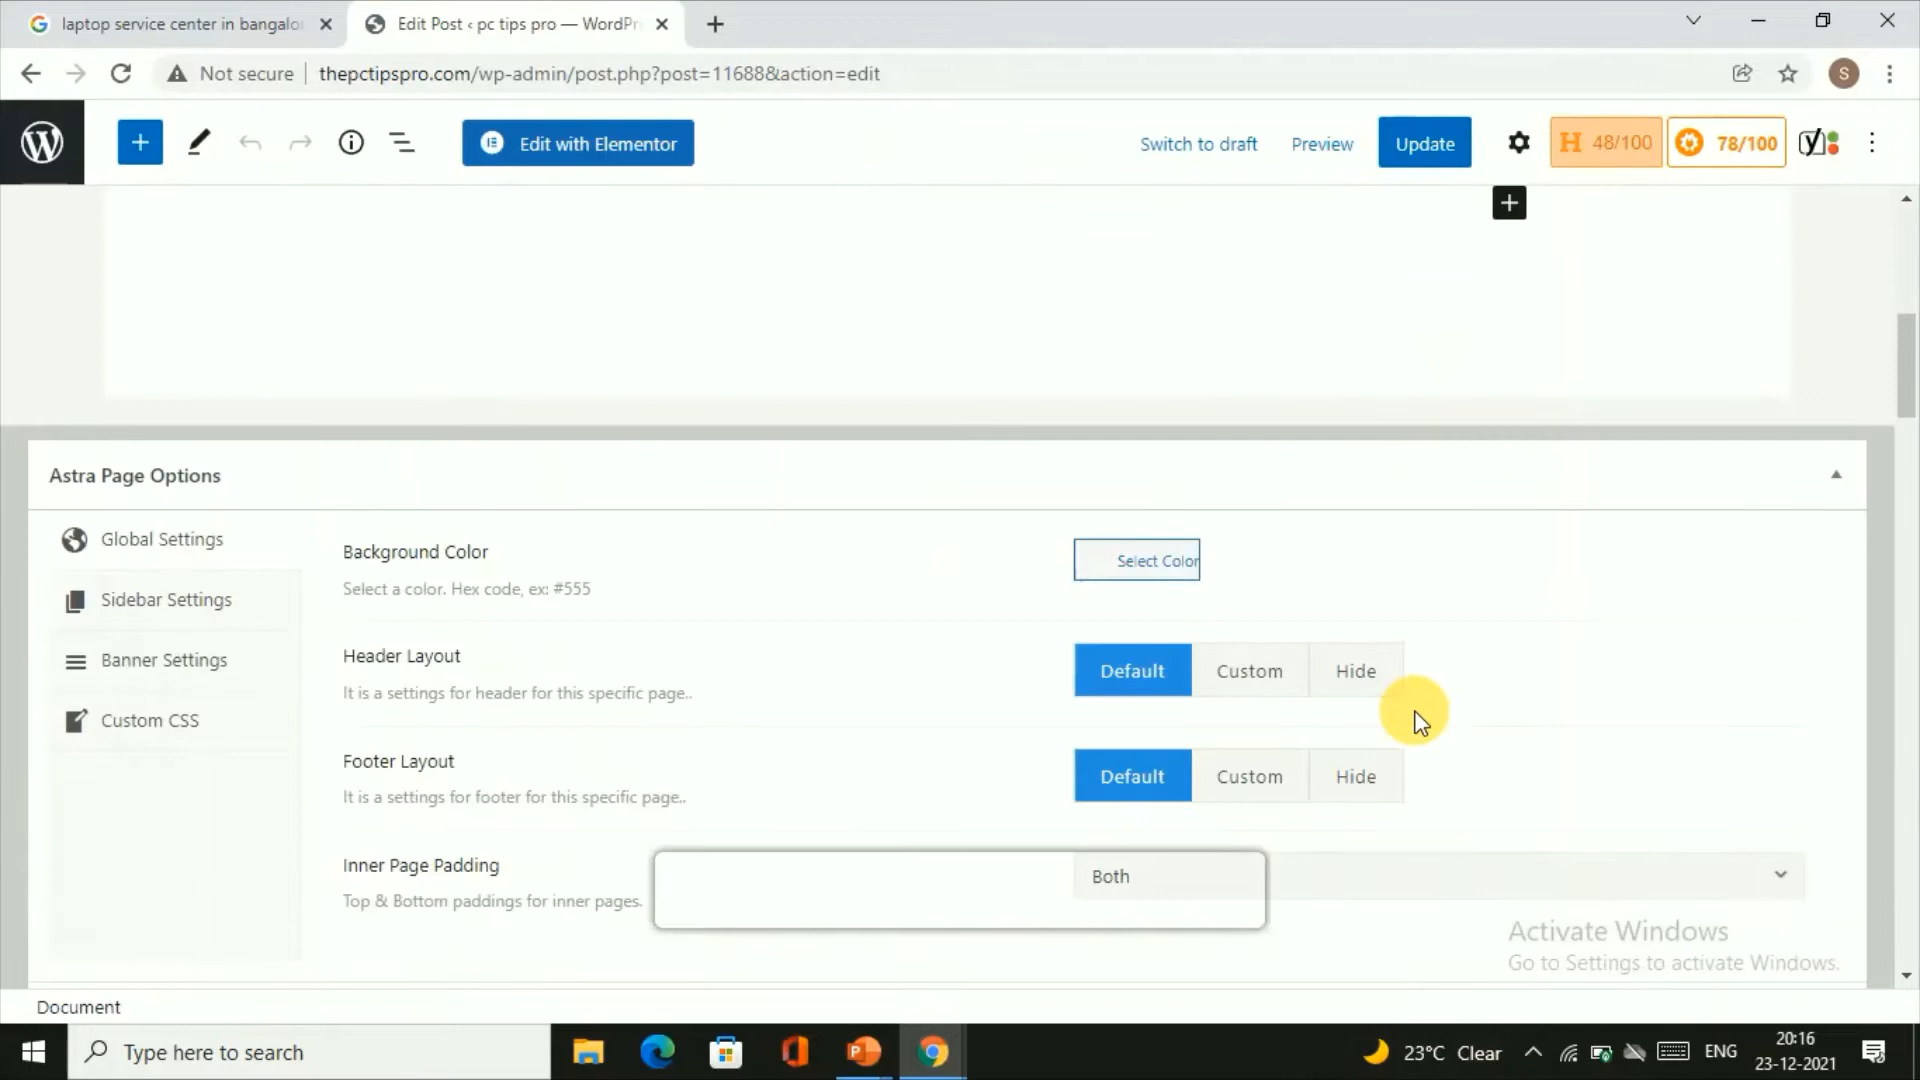 laptop service center in bangalo
Edit Post ‹ pc tips pro — WordPr
Not secure
thepctipspro.com/wp-admin/post.php?post=11688&action=edit
S
Edit with Elementor
Switch to draft
Preview
Update
H 48/100
78/100
Astra Page Options
Global Settings
Sidebar Settings
Banner Settings
Custom CSS
Background Color
Select a color. Hex code, ex: #555
Select Color
Header Layout
It is a settings for header for this specific page..
Default
Custom
Hide
Footer Layout
It is a settings for footer for this specific page..
Default
Custom
Hide
Inner Page Padding
Top & Bottom paddings for inner pages.
Both
Activate Windows
Go to Settings to activate Windows.
Document
Type here to search
23°C Clear
ENG
20:16
23-12-2021